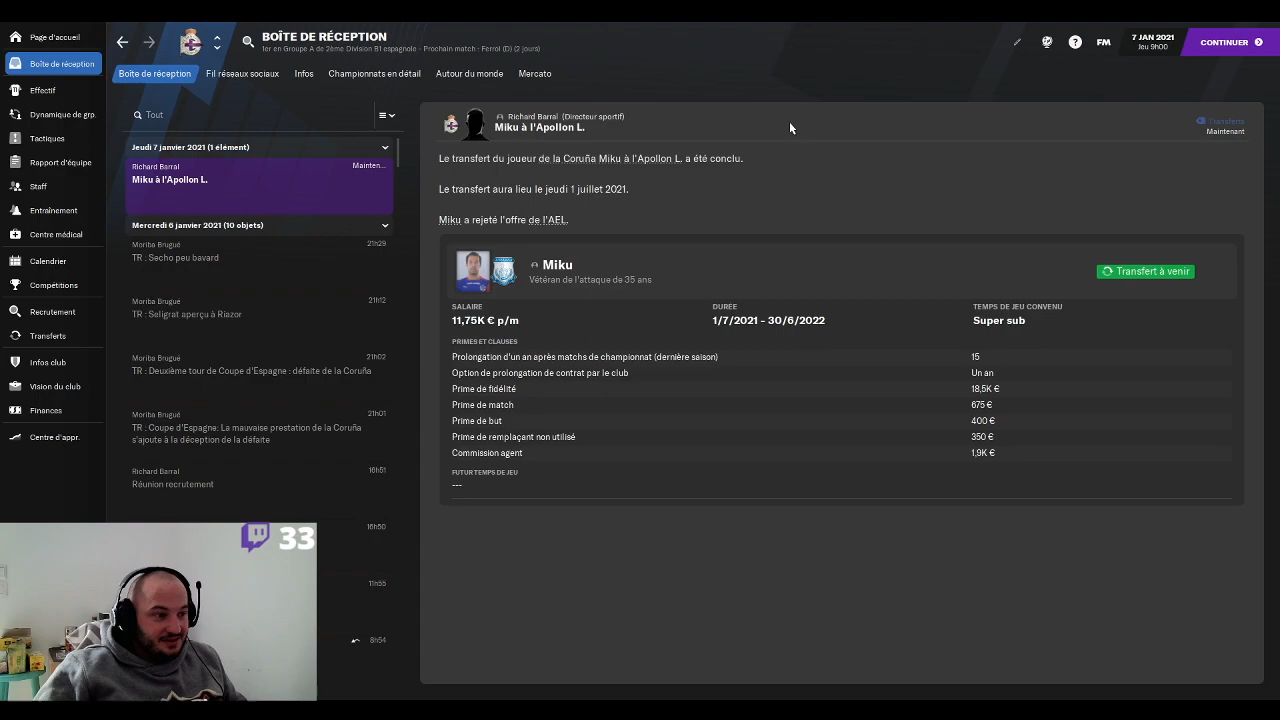 Page d'accueil
Boîte de réception
Effectif
Dynamique de grp.
Tactiques
Rapport d'équipe
Staff
Entraînement
Centre médical
Calendrier
Compétitions
Recrutement
Transferts
Infos club
Vision du club
Finances
Centre d'appr.
BOÎTE DE RÉCEPTION
1er en Groupe A de 2ème Division B1 espagnole - Prochain match : Ferrol (D) (2 jours)
FM
7 JAN 2021
Jeu 9h00
CONTINUER
Boîte de réception Fil réseaux sociaux Infos Championnats en détail Autour du monde Mercato
Tout
Jeudi 7 janvier 2021 (1 élément)
Richard Barral Mainten...
Miku à l'Apollon L.
Mercredi 6 janvier 2021 (10 objets)
Moriba Brugué 21h29
TR : Secho peu bavard
Moriba Brugué 21h12
TR : Seligrat aperçu à Riazor
Moriba Brugué 21h02
TR : Deuxième tour de Coupe d'Espagne : défaite de la Coruña
Moriba Brugué 21h01
TR : Coupe d'Espagne. La mauvaise prestation de la Coruña
s'ajoute à la déception de la défaite
Richard Barral 16h51
Réunion recrutement
16h50
11h55
8h54
33
Richard Barral (Directeur sportif)
Miku à l'Apollon L.
Transferts
Maintenant
Le transfert du joueur de la Coruña Miku à l'Apollon L. a été conclu.
Le transfert aura lieu le jeudi 1 juillet 2021.
Miku a rejeté l'offre de l'AEL.
Miku
Vétéran de l'attaque de 35 ans
Transfert à venir
SALAIRE DURÉE TEMPS DE JEU CONVENU
11,75K € p/m 1/7/2021 - 30/6/2022 Super sub
PRIMES ET CLAUSES
Prolongation d'un an après matchs de championnat (dernière saison) 15
Option de prolongation de contrat par le club Un an
Prime de fidélité 18,5K €
Prime de match 675 €
Prime de but 400 €
Prime de remplaçant non utilisé 350 €
Commission agent 1,9K €
FUTUR TEMPS DE JEU
---